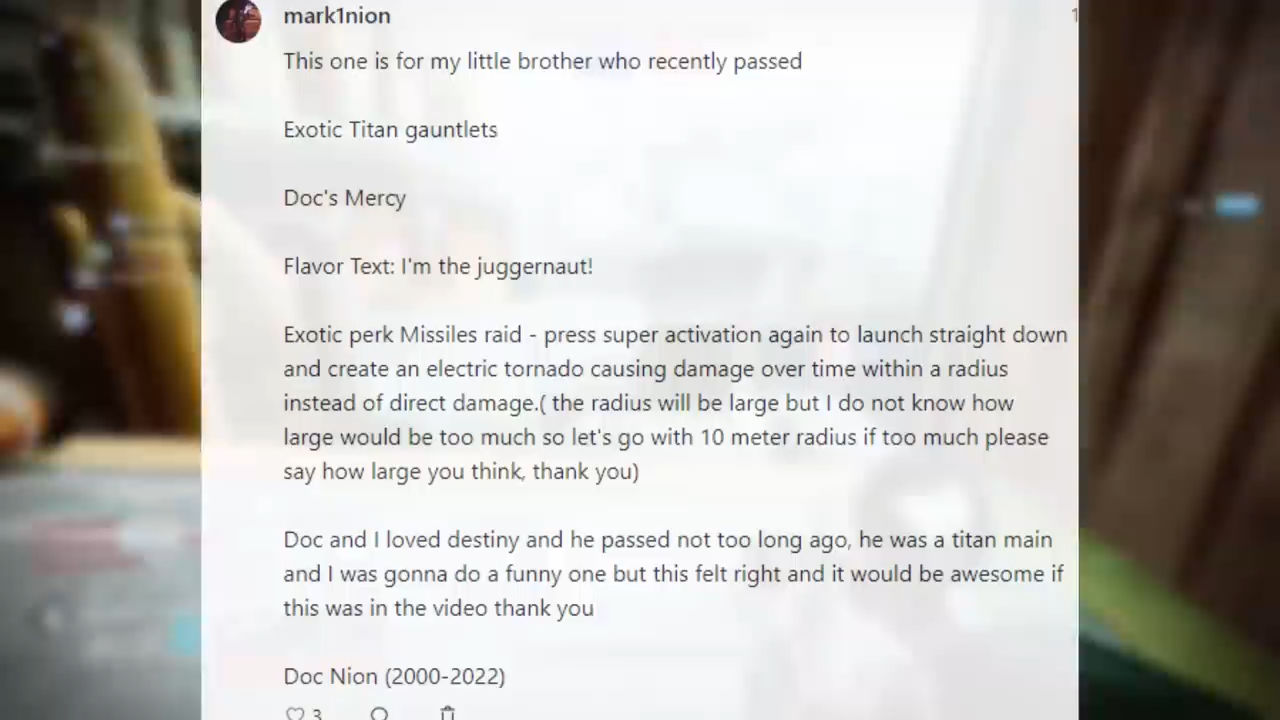 mark1nion
This one is for my little brother who recently passed
Exotic Titan gauntlets
Doc's Mercy
Flavor Text: I'm the juggernaut!
Exotic perk Missiles raid - press super activation again to launch straight down
and create an electric tornado causing damage over time within a radius
instead of direct damage.( the radius will be large but I do not know how
large would be too much so let's go with 10 meter radius if too much please
say how large you think, thank you)
Doc and I loved destiny and he passed not too long ago, he was a titan main
and I was gonna do a funny one but this felt right and it would be awesome if
this was in the video thank you
Doc Nion (2000-2022)
3